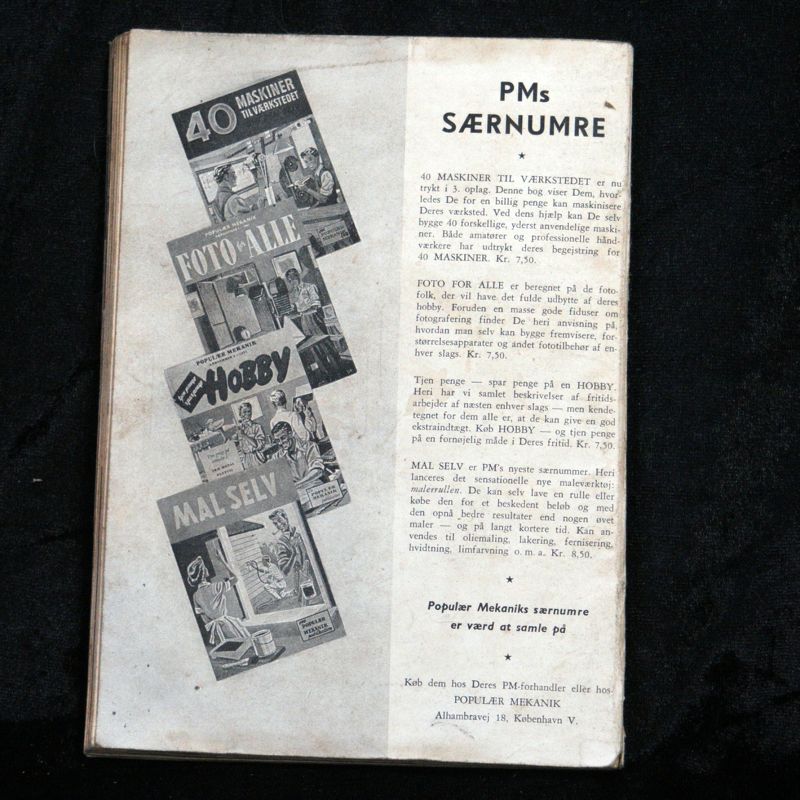 40 MASKINER
TIL VÆRKSTEDET
POPULÆR MEKANIK
FOTO for ALLE
POPULÆR MEKANIK
HOBBY
POPULÆR
MEKANIK
MAL SELV
POPULÆR
MEKANIK
PMs
SÆRNUMRE
40 MASKINER TIL VÆRKSTEDET er nu
trykt i 3. oplag. Denne bog viser Dem, hvor-
ledes De for en billig penge kan maskinisere
Deres værksted. Ved dens hjælp kan De selv
bygge 40 forskellige, yderst anvendelige maski-
ner. Både amatører og professionelle hånd-
værkere har udtrykt deres begejstring for
40 MASKINER. Kr. 7,50.
FOTO FOR ALLE er beregnet på de foto-
folk, der vil have det fulde udbytte af deres
hobby. Foruden en masse gode fiduser om
fotografering finder De heri anvisning på,
hvordan man selv kan bygge fremvisere, for-
størrelsesapparater og andet fototilbehør af en-
hver slags. Kr. 7,50.
Tjen penge — spar penge på en HOBBY.
Heri har vi samlet beskrivelser af fritids-
arbejder af næsten enhver slags — men kende-
tegnet for dem alle er, at de kan give en god
ekstraindtægt. Køb HOBBY — og tjen penge
på en fornøjelig måde i Deres fritid. Kr. 7,50
MAL SELV er PM's nyeste særnummer. Heri
lanceres det sensationelle nye maleværktøj:
malerrullen. De kan selv lave en rulle eller
købe den for et beskedent beløb og med
den opnå bedre resultater end nogen øvet
maler — og på langt kortere tid. Kan an-
vendes til oliemaling, lakering, fernisering,
hvidtning, limfarvning o. m. a. Kr. 8,50.
Populær Mekaniks særnumre
er værd at samle på
Køb dem hos Deres PM-forhandler eller hos
POPULÆR MEKANIK
Alhambravej 18, København V.